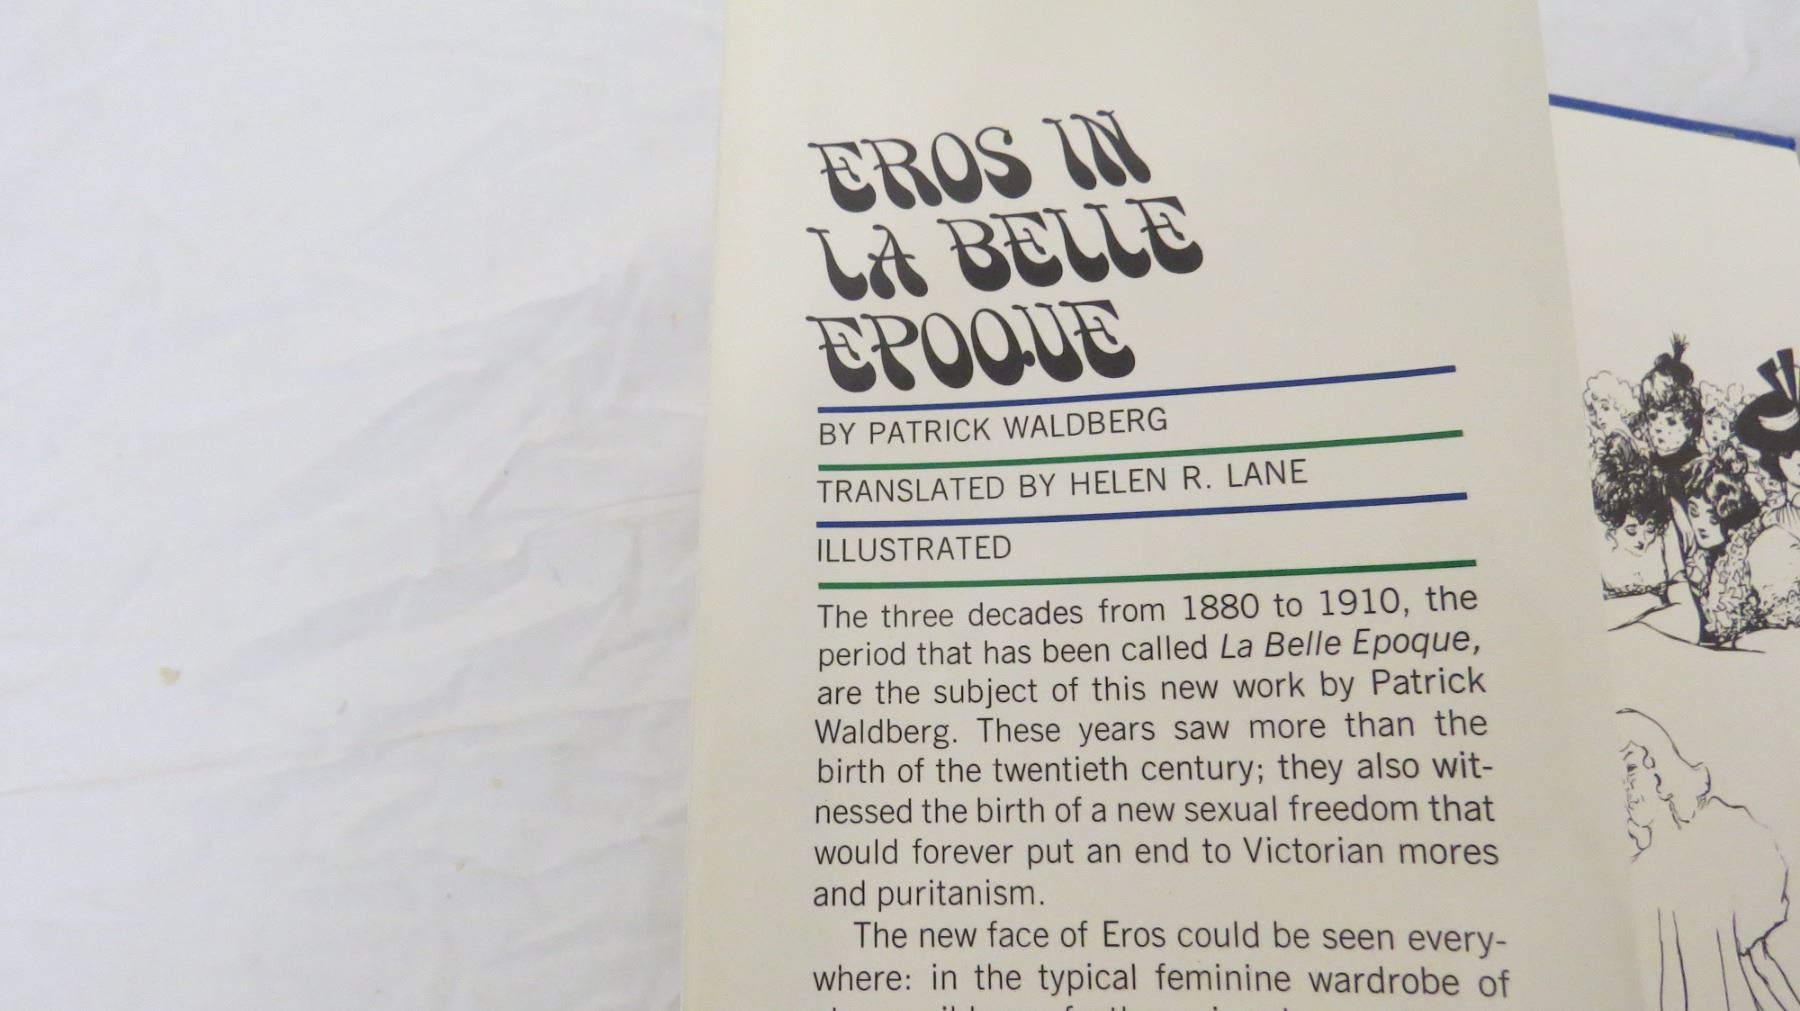 EROS IN
LA BELLE
EPOQUE
BY PATRICK WALDBERG
TRANSLATED BY HELEN R. LANE
ILLUSTRATED
The three decades from 1880 to 1910, the
period that has been called La Belle Epoque,
are the subject of this new work by Patrick
Waldberg. These years saw more than the
birth of the twentieth century; they also wit-
nessed the birth of a new sexual freedom that
would forever put an end to Victorian mores
and puritanism.
The new face of Eros could be seen every-
where: in the typical feminine wardrobe of